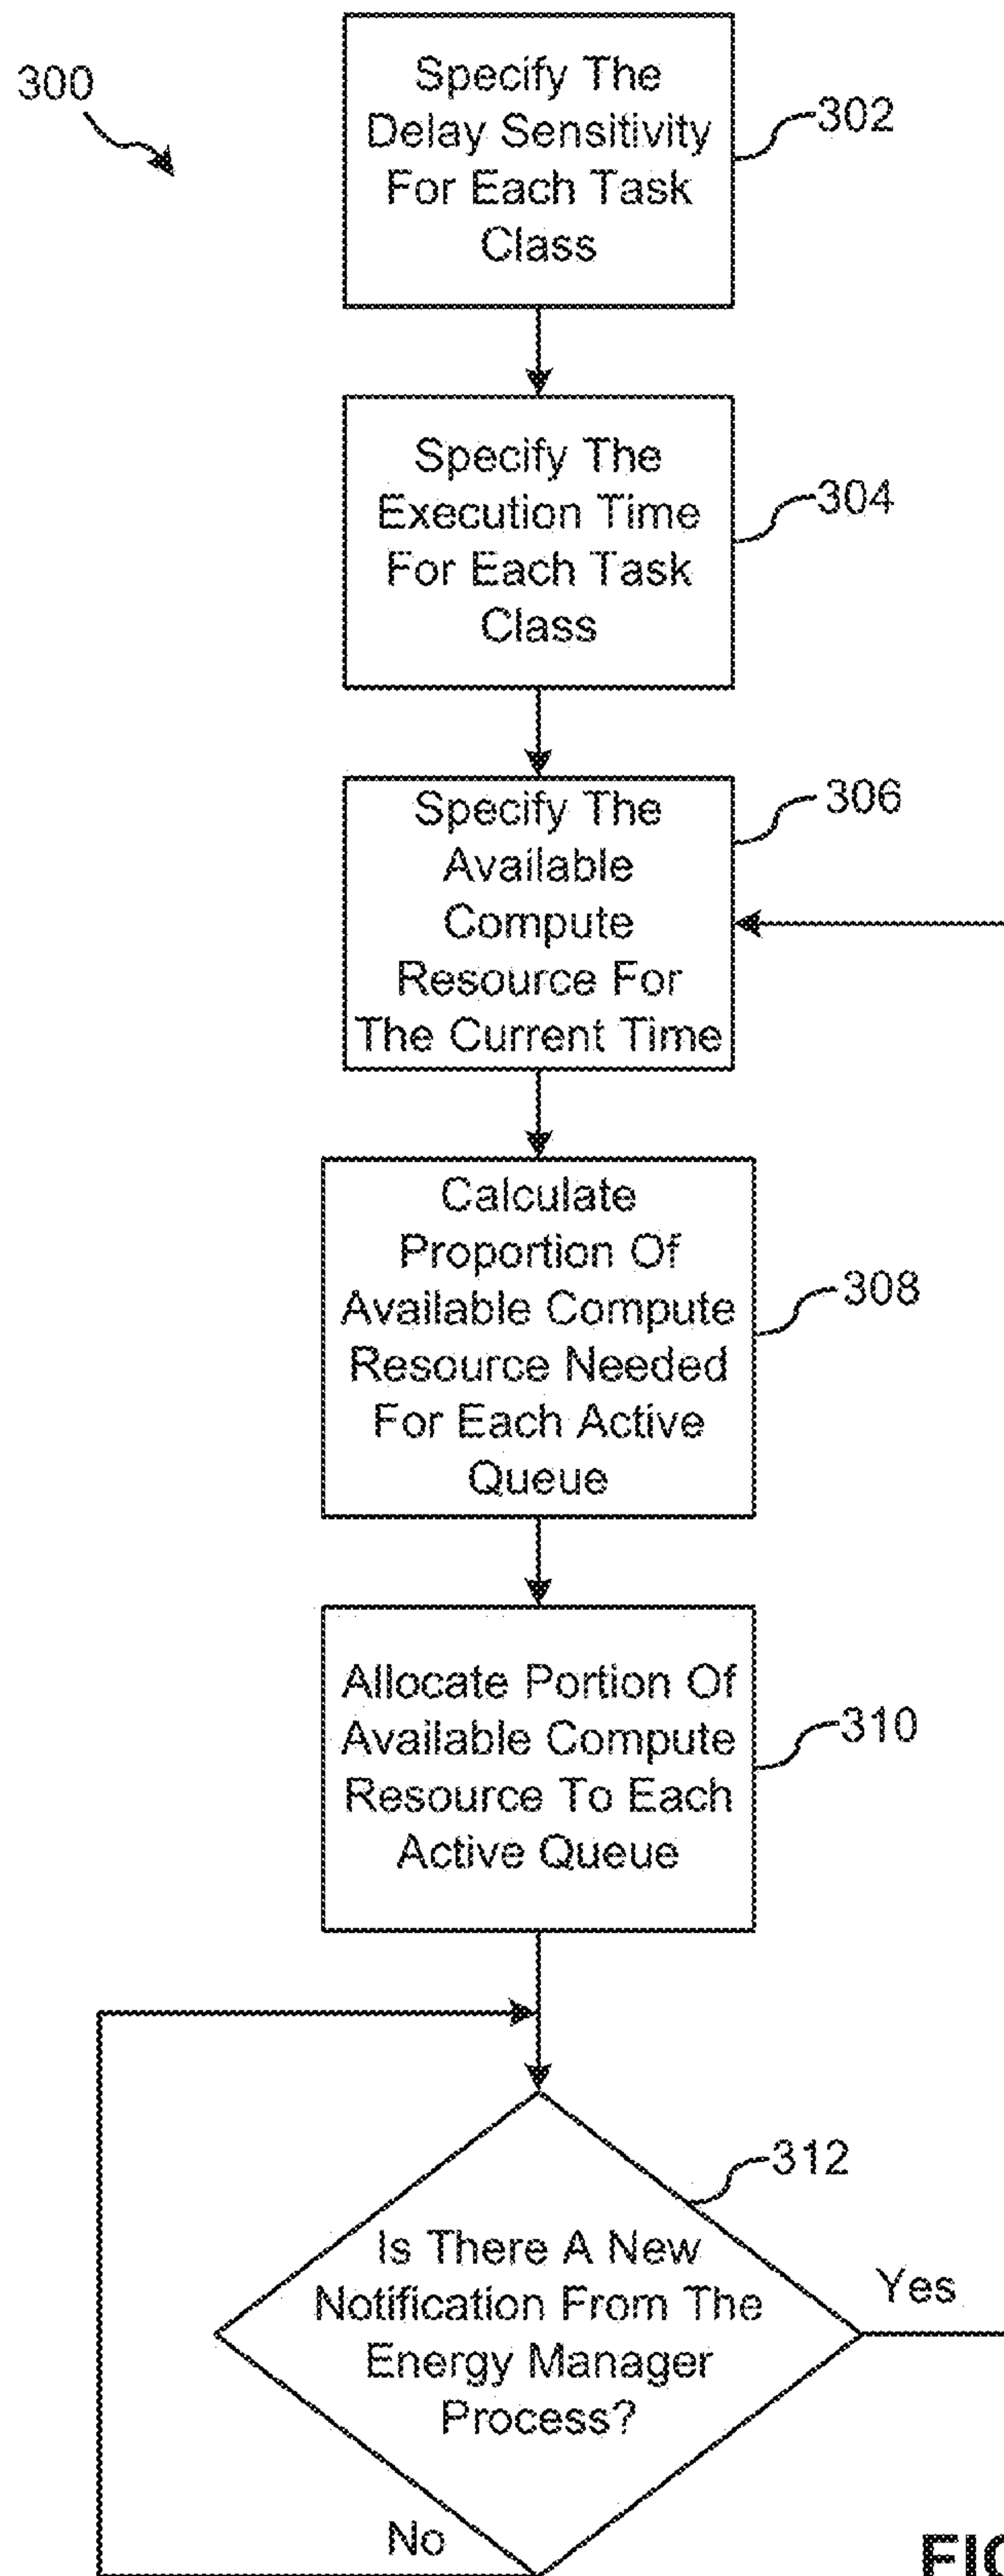 300
Specify The
Delay Sensitivity
For Each Task
Class
302
Specify The
Execution Time
For Each Task
Class
304
Specify The
Available
Compute
Resource For
The Current Time
306
Calculate
Proportion Of
Available Compute
Resource Needed
For Each Active
Queue
308
Allocate Portion Of
Available Compute
Resource To Each
Active Queue
310
312
Is There A New
Notification From The
Energy Manager
Process?
Yes
No